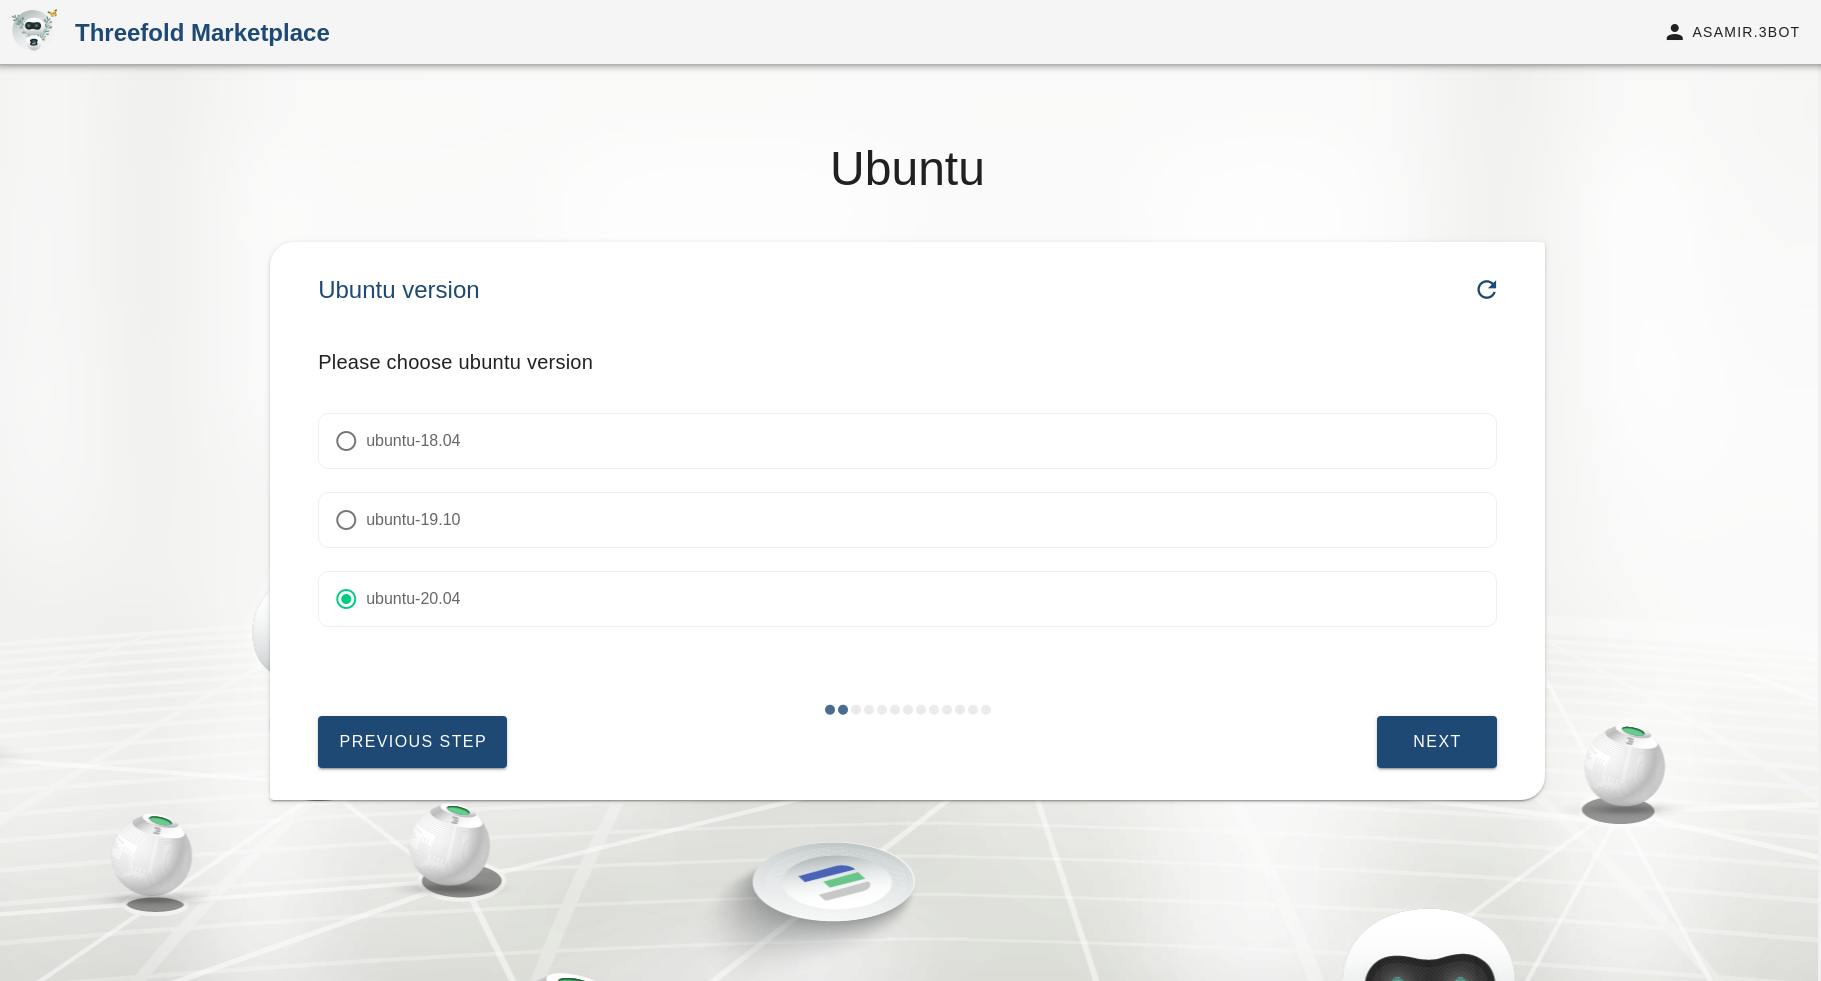 Threefold Marketplace
ASAMIR.3BOT
Ubuntu
Ubuntu version
Please choose ubuntu version
ubuntu-18.04
ubuntu-19.10
ubuntu-20.04
PREVIOUS STEP
NEXT